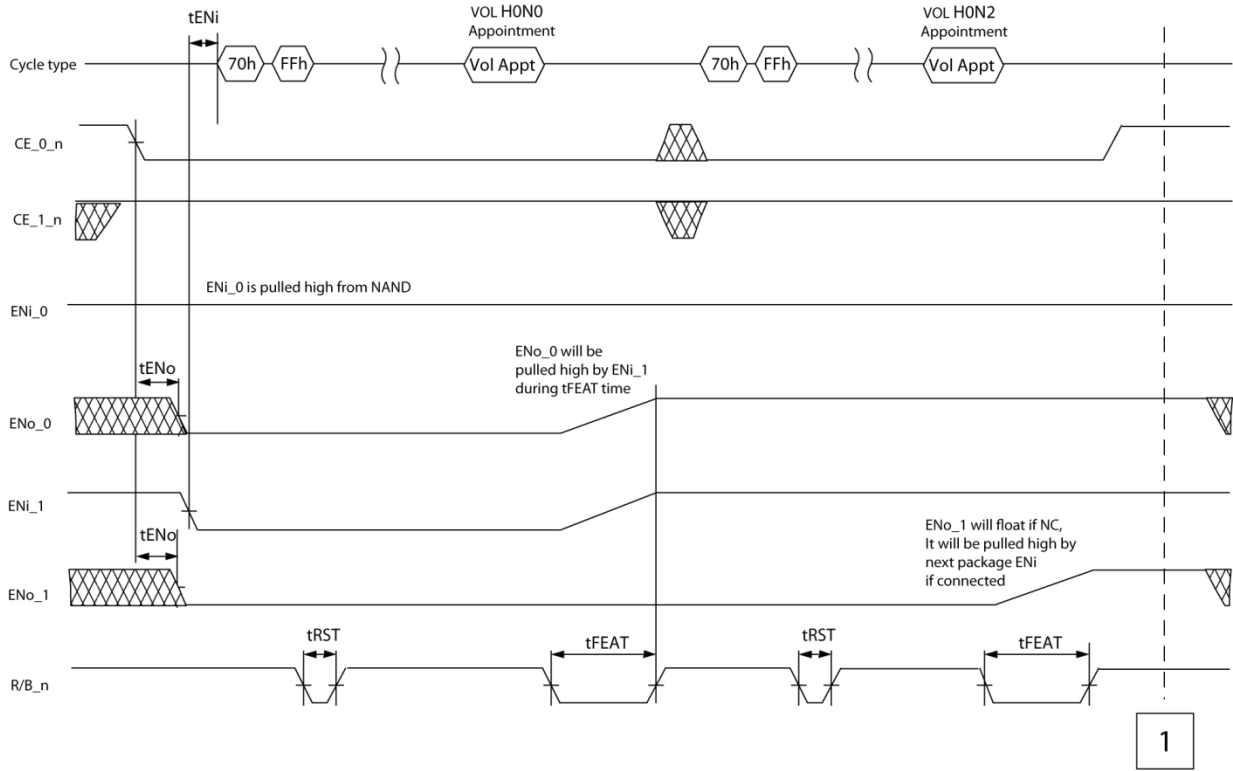 tENi
VOL H0N0
Appointment
VOL H0N2
Appointment
Cycle type
70h
FFh
Vol Appt
70h
FFh
Vol Appt
CE_0_n
CE_1_n
ENi_0 is pulled high from NAND
ENi_0
ENo_0 will be
pulled high by ENi_1
during tFEAT time
tENo
ENo_0
ENi_1
tENo
ENo_1 will float if NC,
It will be pulled high by
next package ENi
if connected
ENo_1
tRST
tFEAT
tRST
tFEAT
R/B_n
1